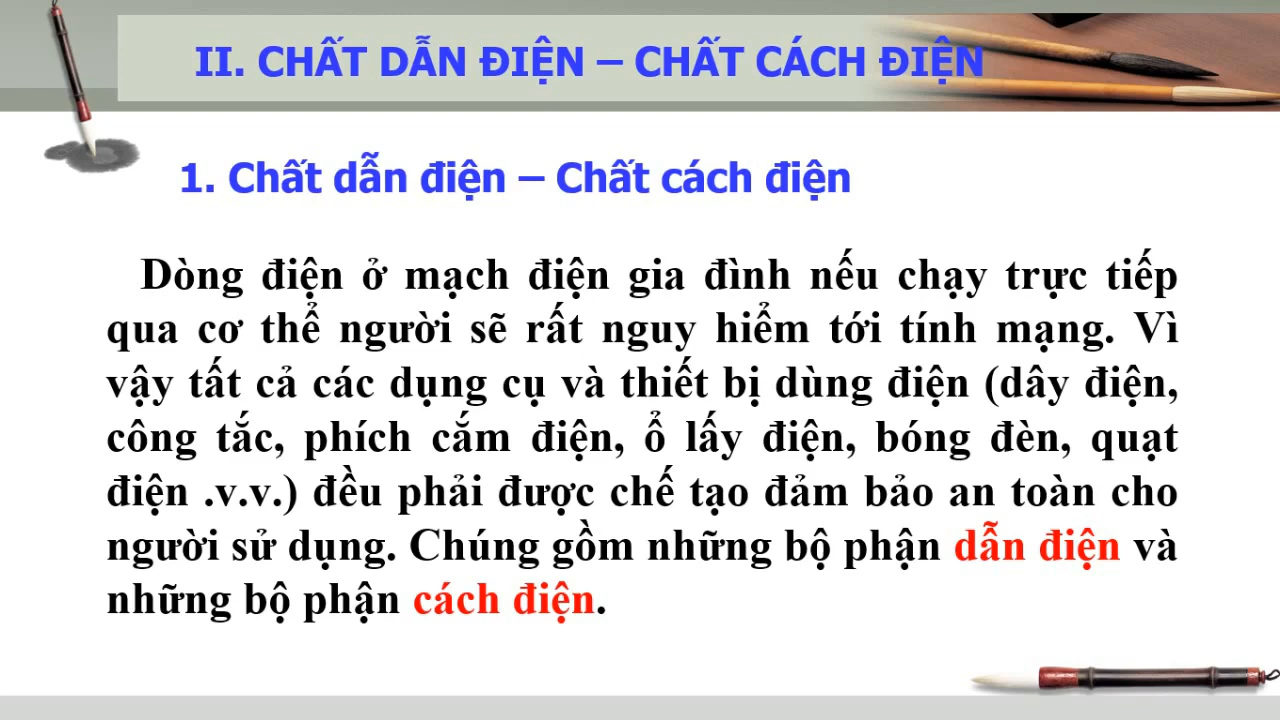 II. CHẤT DẪN ĐIỆN – CHẤT CÁCH ĐIỆN
1. Chất dẫn điện – Chất cách điện
Dòng điện ở mạch điện gia đình nếu chạy trực tiếp
qua cơ thể người sẽ rất nguy hiểm tới tính mạng. Vì
vậy tất cả các dụng cụ và thiết bị dùng điện (dây điện,
công tắc, phích cắm điện, ổ lấy điện, bóng đèn, quạt
điện .v.v.) đều phải được chế tạo đảm bảo an toàn cho
người sử dụng. Chúng gồm những bộ phận dẫn điện và
những bộ phận cách điện.